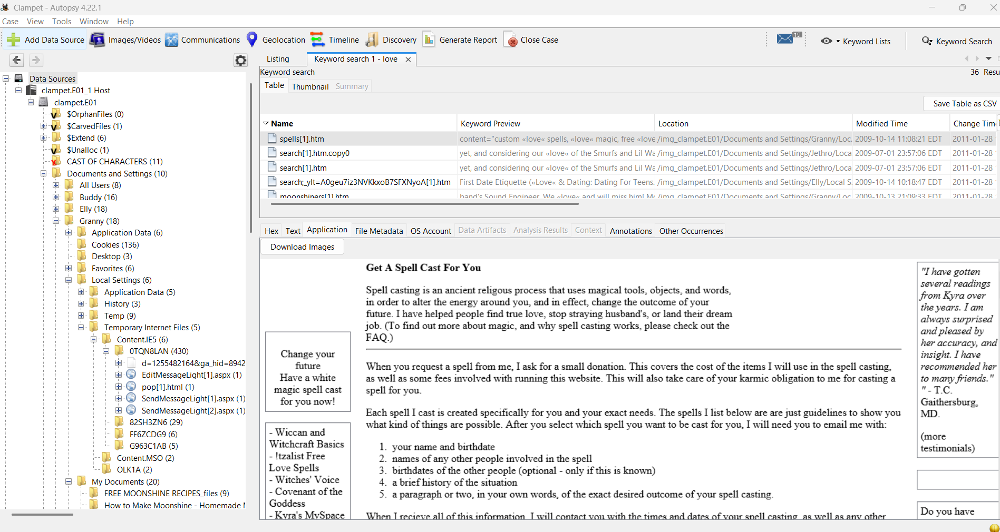 Clampet - Autopsy 4.22.1
Case View Tools Window Help
Add Data Source Images/Videos Communications Geolocation Timeline Discovery Generate Report Close Case 19 Keyword Lists Keyword Search
Listing Keyword search 1 - love
Keyword search 36 Resu
Table Thumbnail Summary
Save Table as CSV
Name Keyword Preview Location Modified Time Change Tim
spells[1].htm content="custom «love« spells, «love« magic, free «love /img_clampet.E01/Documents and Settings/Granny/Loc. 2009-10-14 11:08:21 EDT 2011-01-28
search[1].htm.copy0 yet, and considering our «love« of the Smurfs and Lil Wa /img_clampet.E01/Documents and Settings/Jethro/Loca 2009-07-01 23:57:06 EDT 2011-01-28
search[1].htm yet, and considering our «love« of the Smurfs and Lil Wa /img_clampet.E01/Documents and Settings/Jethro/Loca 2009-07-01 23:57:06 EDT 2011-01-28
search;_ylt=A0geu7iz3NVKkxoB7SFXNyoA[1].htm First Date Etiquette («Love« & Dating: Dating For Teens. /img_clampet.E01/Documents and Settings/Elly/Local S. 2009-10-14 10:18:47 EDT 2011-01-28
moonshiners[1].htm band's Sound Engineer. We «love« and will miss him! Mo /img_clampet.E01/Documents and Settings/Granny/Loc 2009-10-13 21:09:33 EDT 2011-01-28
Data Sources
clampet.E01_1 Host
clampet.E01
$OrphanFiles (0)
$CarvedFiles (1)
$Extend (6)
$Unalloc (1)
CAST OF CHARACTERS (11)
Documents and Settings (10)
All Users (8)
Buddy (16)
Elly (18)
Granny (18)
Application Data (6)
Cookies (136)
Desktop (3)
Favorites (6)
Local Settings (6)
Application Data (5)
History (3)
Temp (9)
Temporary Internet Files (5)
Content.IE5 (6)
0TQN8LAN (430)
d=1255482164&ga_hid=8942
EditMessageLight[1].aspx (1)
pop[1].html (1)
SendMessageLight[1].aspx (1)
SendMessageLight[2].aspx (1)
82SH3ZN6 (29)
FF6ZCDG9 (6)
G963C1AB (5)
Content.MSO (2)
OLK1A (2)
My Documents (20)
FREE MOONSHINE RECIPES_files (9)
How to Make Moonshine - Homemade
Hex Text Application File Metadata OS Account Data Artifacts Analysis Results Context Annotations Other Occurrences
Download Images
Change your
future
Have a white
magic spell cast
for you now!
- Wiccan and
Witchcraft Basics
- !tzalist Free
Love Spells
- Witches' Voice
- Covenant of the
Goddess
- Kyra's MySpace
Get A Spell Cast For You
Spell casting is an ancient religous process that uses magical tools, objects, and words,
in order to alter the energy around you, and in effect, change the outcome of your
future. I have helped people find true love, stop straying husband's, or land their dream
job. (To find out more about magic, and why spell casting works, please check out the
FAQ.)
When you request a spell from me, I ask for a small donation. This covers the cost of the items I will use in the spell casting,
as well as some fees involved with running this website. This will also take care of your karmic obligation to me for casting a
spell for you.
Each spell I cast is created specifically for you and your exact needs. The spells I list below are are just guidelines to show you
what kind of things are possible. After you select which spell you want to be cast for you, I will need you to email me with:
1. your name and birthdate
2. names of any other people involved in the spell
3. birthdates of the other people (optional - only if this is known)
4. a brief history of the situation
5. a paragraph or two, in your own words, of the exact desired outcome of your spell casting.
When I recieve all of this information, I will contact you with the times and dates of your spell casting, as well as any other
"I have gotten
several readings
from Kyra over
the years. I am
always surprised
and pleased by
her accuracy, and
insight. I have
recommended her
to many friends."
" - T.C.
Gaithersburg,
MD.
(more
testimonials)
Do you have